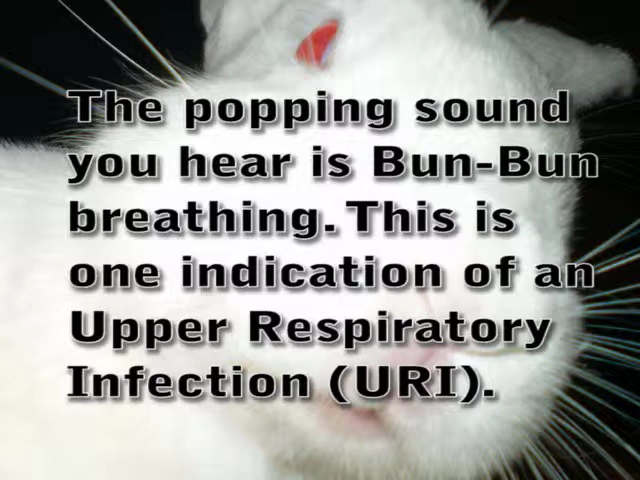 The popping sound
you hear is Bun-Bun
breathing. This is
one indication of an
Upper Respiratory
Infection (URI).